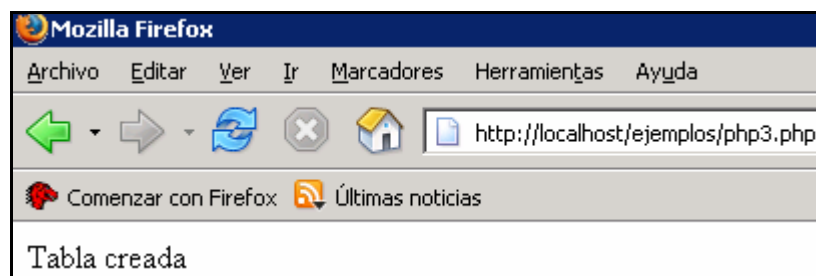 Mozilla Firefox
Archivo Editar Ver Ir Marcadores Herramientas Ayuda
http://localhost/ejemplos/php3.php
Comenzar con Firefox Últimas noticias
Tabla creada